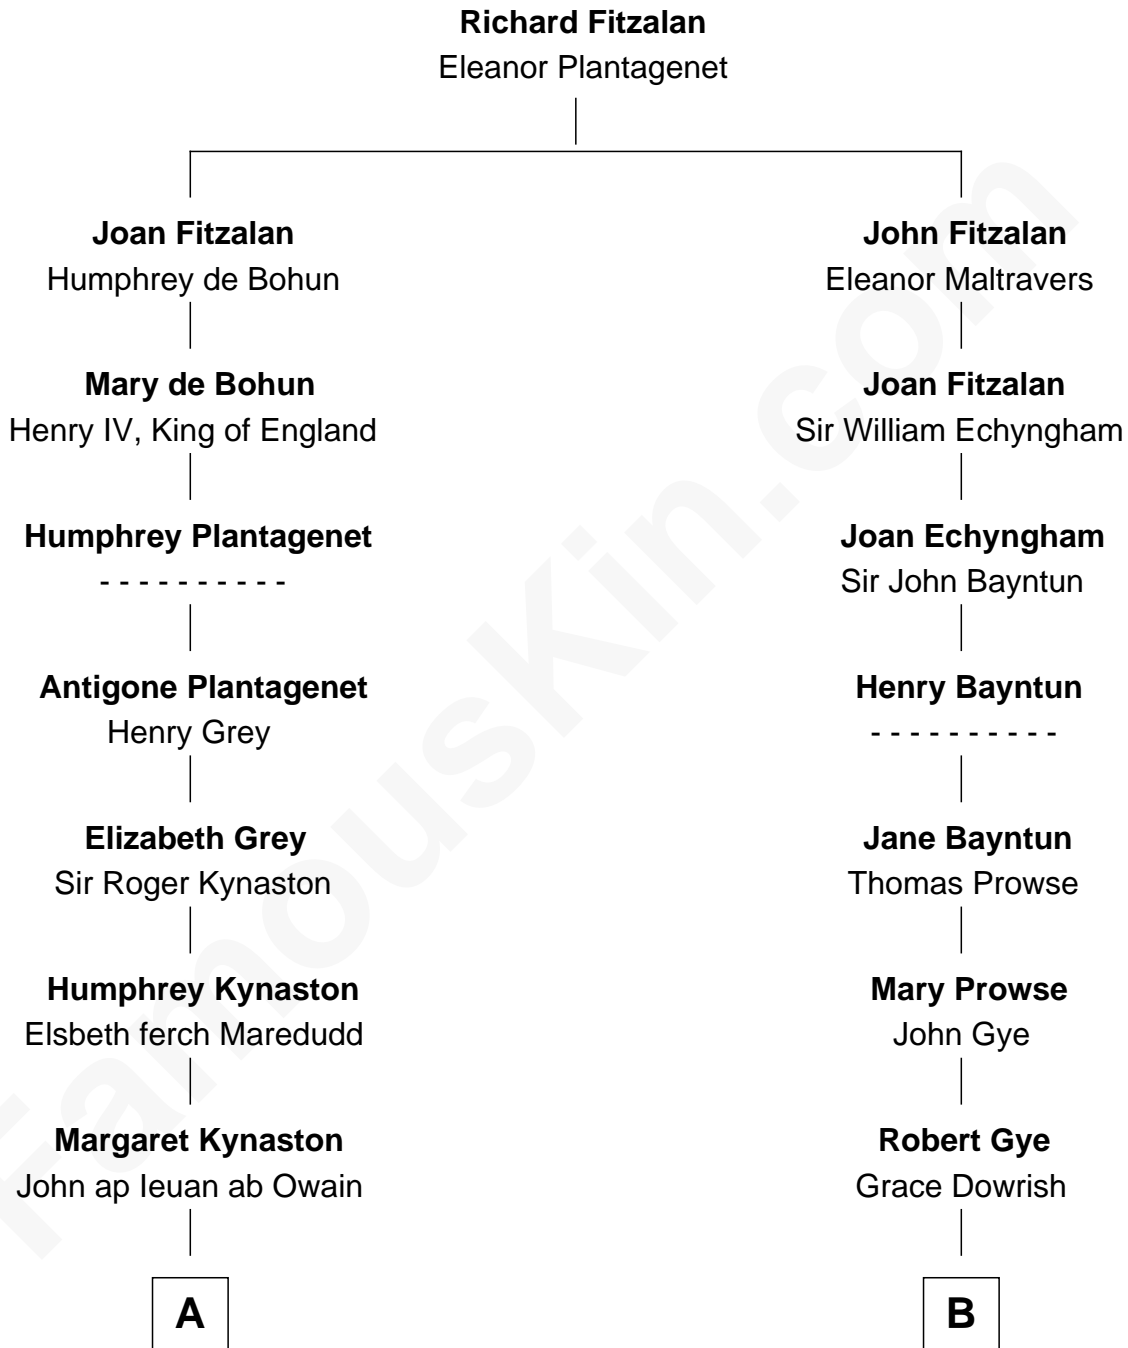 Richard Fitzalan
Eleanor Plantagenet
Joan Fitzalan
Humphrey de Bohun
John Fitzalan
Eleanor Maltravers
Mary de Bohun
Henry IV, King of England
Joan Fitzalan
Sir William Echyngham
Humphrey Plantagenet
- - - - - - - - - -
Joan Echyngham
Sir John Bayntun
Antigone Plantagenet
Henry Grey
Henry Bayntun
- - - - - - - - - -
Elizabeth Grey
Sir Roger Kynaston
Jane Bayntun
Thomas Prowse
Humphrey Kynaston
Elsbeth ferch Maredudd
Mary Prowse
John Gye
Margaret Kynaston
John ap Ieuan ab Owain
Robert Gye
Grace Dowrish
A
B
FamousKin.com